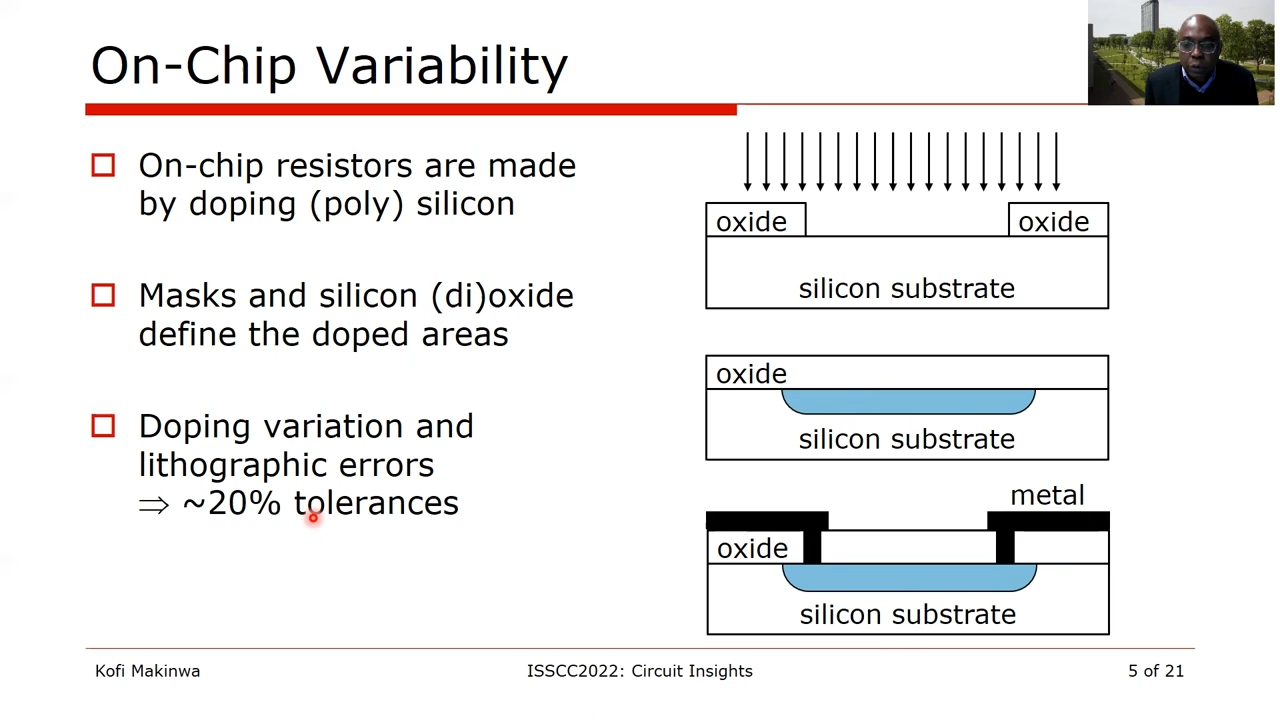 On-Chip Variability
On-chip resistors are made
by doping (poly) silicon
Masks and silicon (di)oxide
define the doped areas
Doping variation and
lithographic errors
⇒ ~20% tolerances
oxide
oxide
silicon substrate
oxide
silicon substrate
metal
oxide
silicon substrate
Kofi Makinwa
ISSCC2022: Circuit Insights
5 of 21